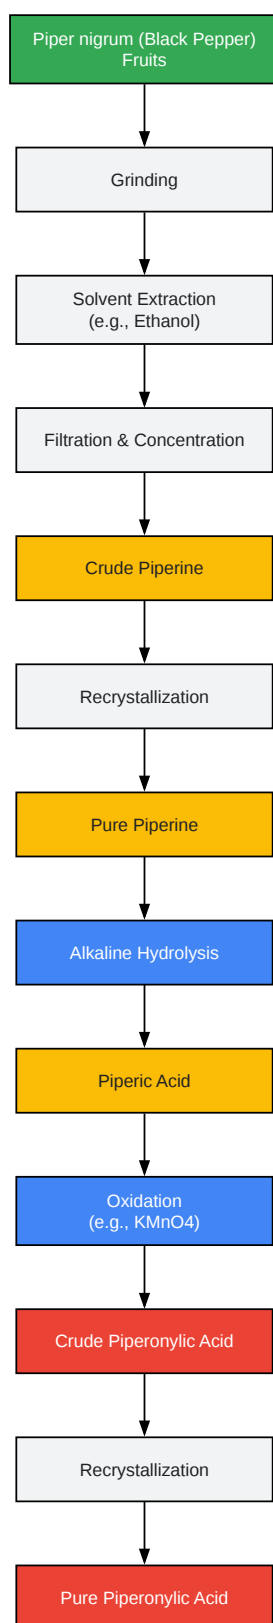 Piper nigrum (Black Pepper)
Fruits
Grinding
Solvent Extraction
(e.g., Ethanol)
Filtration & Concentration
Crude Piperine
Recrystallization
Pure Piperine
Alkaline Hydrolysis
Piperic Acid
Oxidation
(e.g., KMnO4)
Crude Piperonylic Acid
Recrystallization
Pure Piperonylic Acid